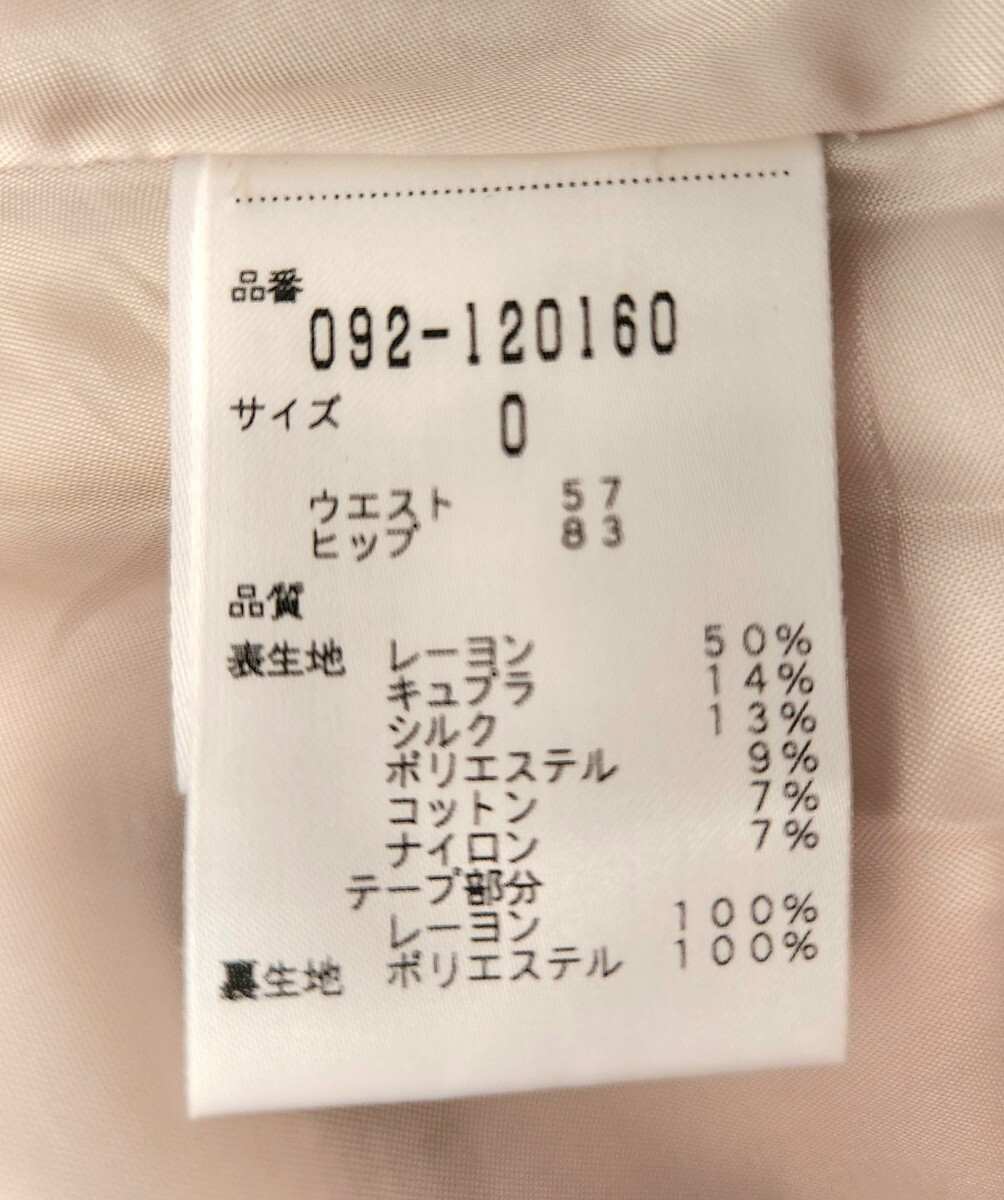 品番
092-120160
サイズ 0
ウエスト 57
ヒップ 83
品質
表生地 レーヨン 50%
キュプラ 14%
シルク 13%
ポリエステル 9%
コットン 7%
ナイロン 7%
テープ部分
レーヨン 100%
裏生地 ポリエステル 100%